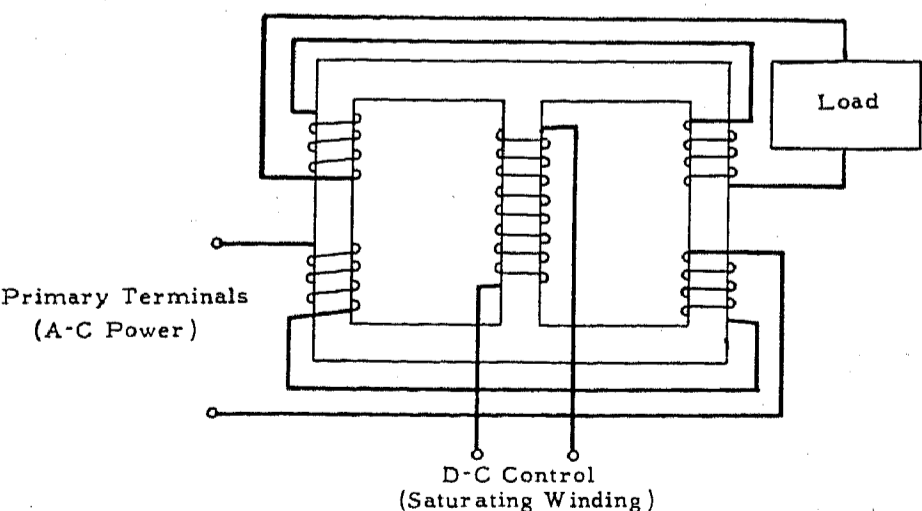 Load
Primary Terminals
(A-C Power)
D-C Control
(Saturating Winding)